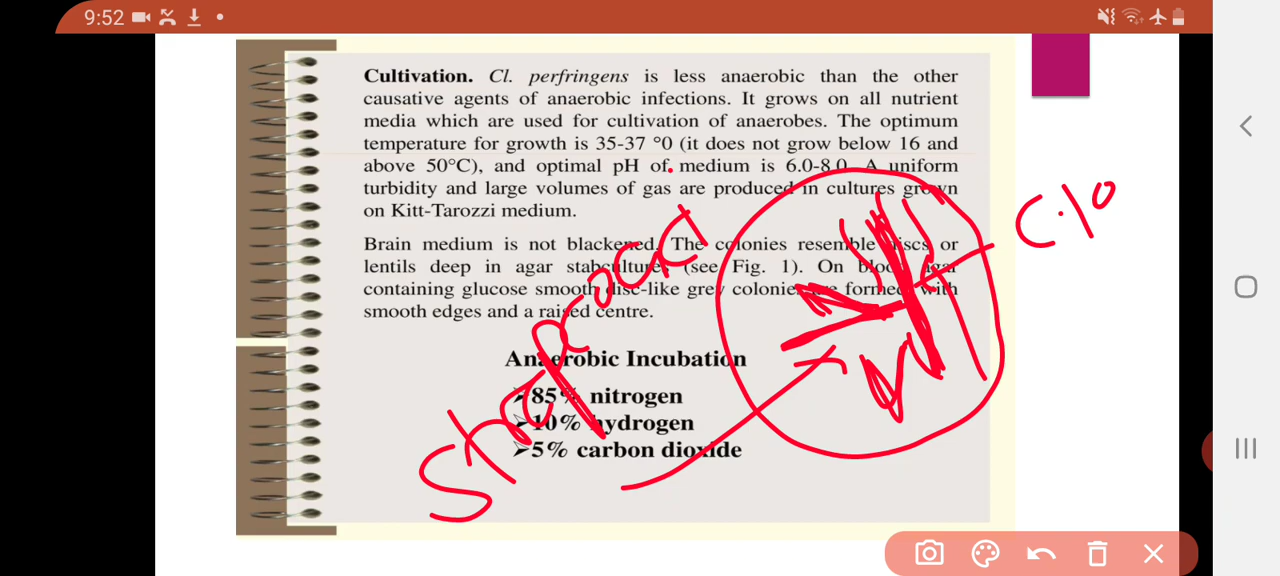 9:52
Cultivation. Cl. perfringens is less anaerobic than the other
causative agents of anaerobic infections. It grows on all nutrient
media which are used for cultivation of anaerobes. The optimum
temperature for growth is 35-37 °0 (it does not grow below 16 and
above 50°C), and optimal pH of medium is 6.0-8.0. A uniform
turbidity and large volumes of gas are produced in cultures grown
on Kitt-Tarozzi medium.
Brain medium is not blackened. The colonies resemble discs or
lentils deep in agar stabcultures (see Fig. 1). On blood agar
containing glucose smooth disc-like grey colonies are formed with
smooth edges and a raised centre.
Anaerobic Incubation
➢85% nitrogen
➢10% hydrogen
➢5% carbon dioxide